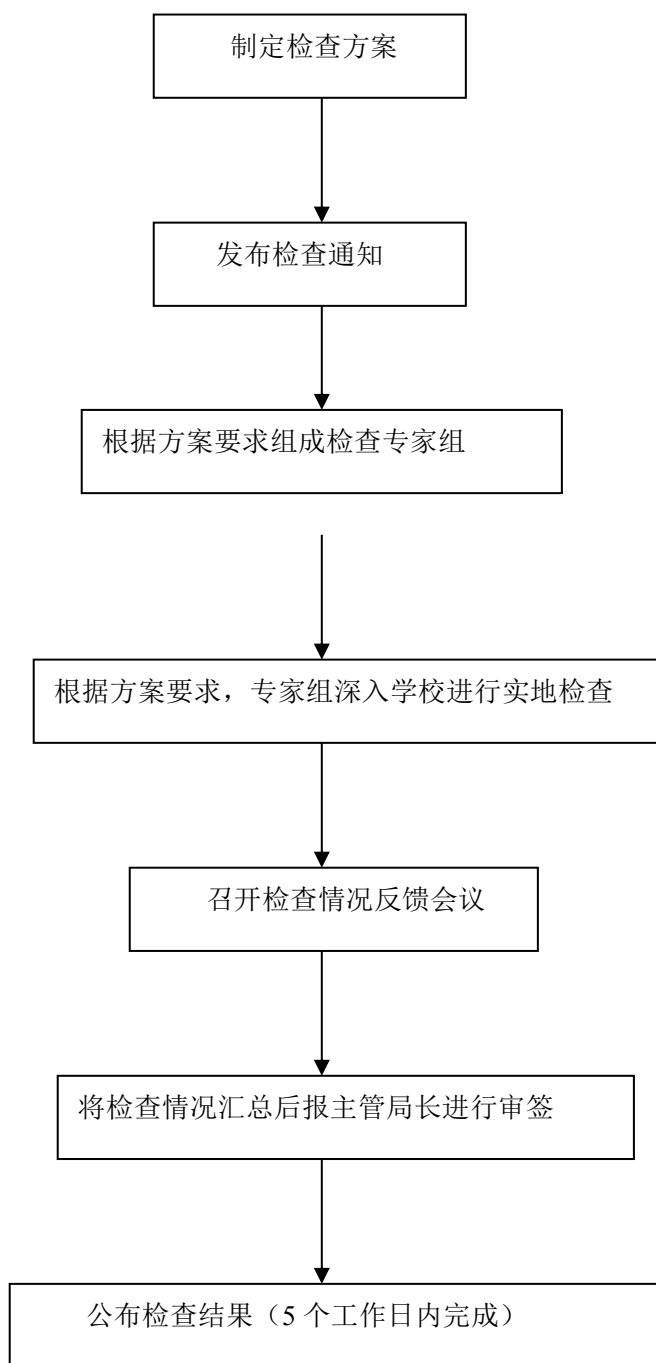 制定检查方案
发布检查通知
根据方案要求组成检查专家组
根据方案要求，专家组深入学校进行实地检查
召开检查情况反馈会议
将检查情况汇总后报主管局长进行审签
公布检查结果（5 个工作日内完成）